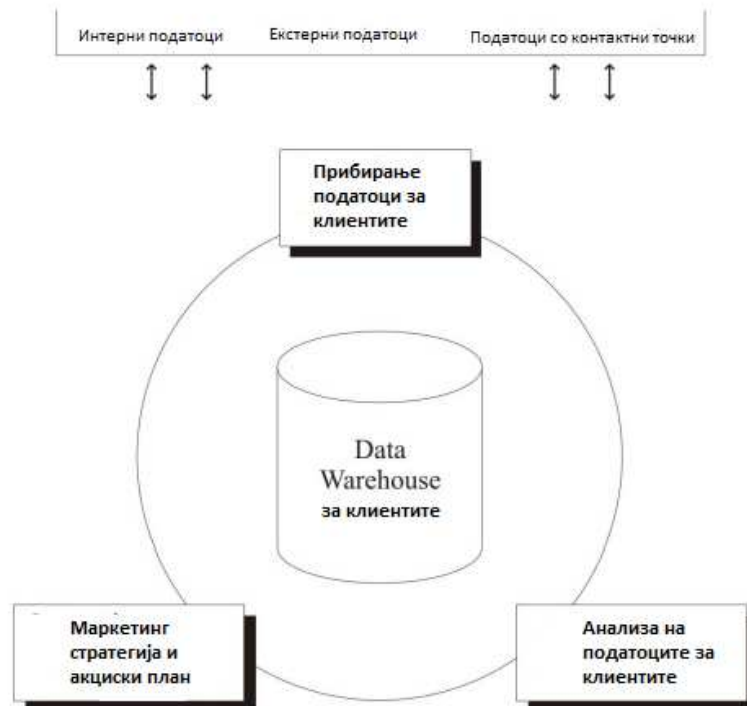 Интерни податоци Екстерни податоци Податоци со контактни точки
Прибирање
податоци за
клиентите
Data
Warehouse
за клиентите
Маркетинг
стратегија и
акциски план
Анализа на
податоците за
клиентите